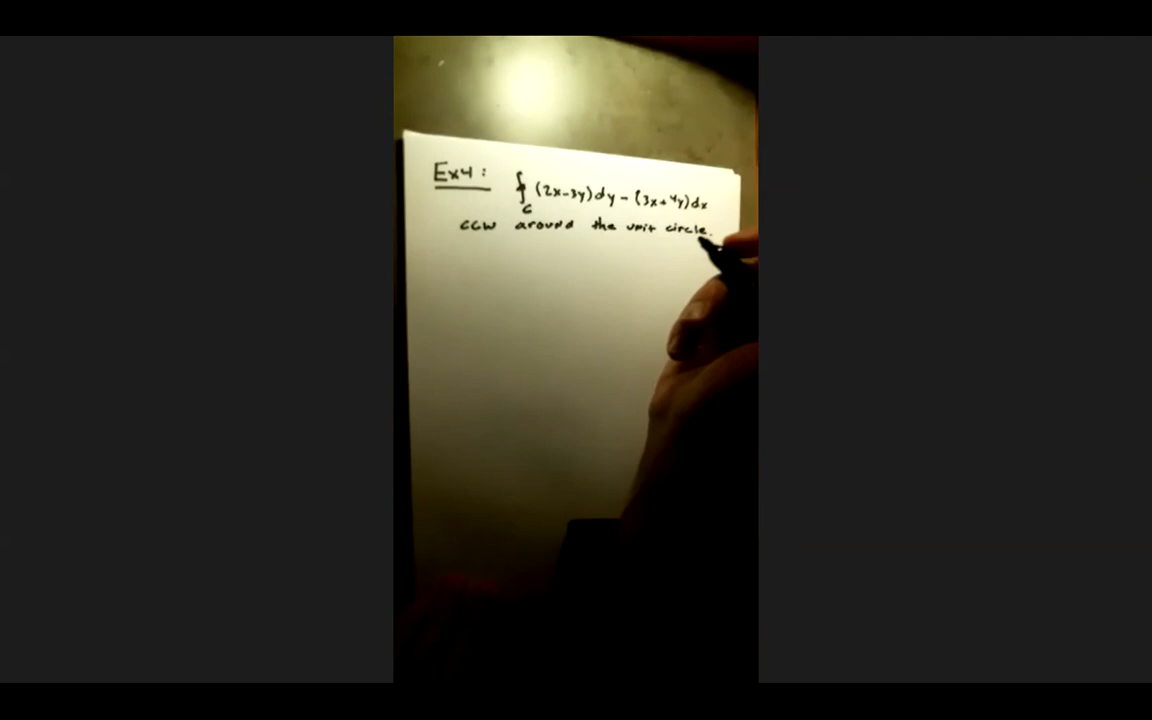 Ex4: ∮_C (2x-3y)dy - (3x+4y)dx
ccw around the unit circle.